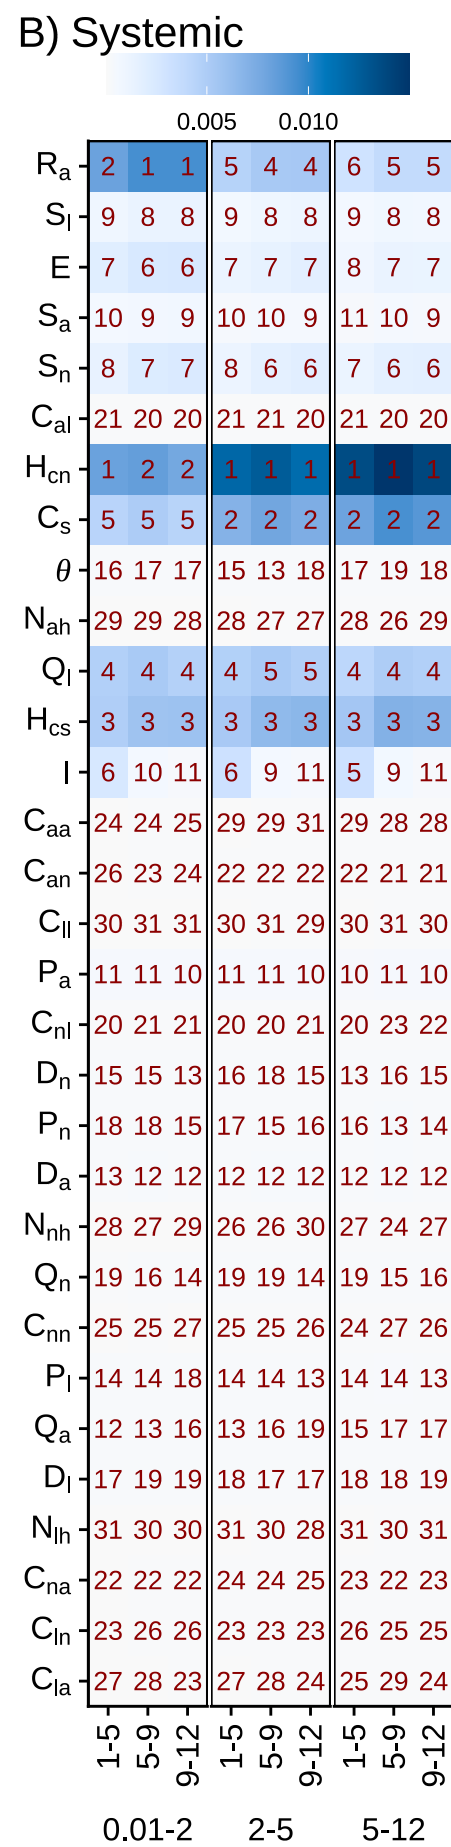 B) Systemic
0.005 0.010
Ra 2 1 1 5 4 4 6 5 5
Sl 9 8 8 9 8 8 9 8 8
E 7 6 6 7 7 7 8 7 7
Sa 10 9 9 10 10 9 11 10 9
Sn 8 7 7 8 6 6 7 6 6
Cal 21 20 20 21 21 20 21 20 20
Hcn 1 2 2 1 1 1 1 1 1
Cs 5 5 5 2 2 2 2 2 2
θ 16 17 17 15 13 18 17 19 18
Nah 29 29 28 28 27 27 28 26 29
Ql 4 4 4 4 5 5 4 4 4
Hcs 3 3 3 3 3 3 3 3 3
I 6 10 11 6 9 11 5 9 11
Caa 24 24 25 29 29 31 29 28 28
Can 26 23 24 22 22 22 22 21 21
Cll 30 31 31 30 31 29 30 31 30
Pa 11 11 10 11 11 10 10 11 10
Cnl 20 21 21 20 20 21 20 23 22
Dn 15 15 13 16 18 15 13 16 15
Pn 18 18 15 17 15 16 16 13 14
Da 13 12 12 12 12 12 12 12 12
Nnh 28 27 29 26 26 30 27 24 27
Qn 19 16 14 19 19 14 19 15 16
Cnn 25 25 27 25 25 26 24 27 26
Pl 14 14 18 14 14 13 14 14 13
Qa 12 13 16 13 16 19 15 17 17
Dl 17 19 19 18 17 17 18 18 19
Nlh 31 30 30 31 30 28 31 30 31
Cna 22 22 22 24 24 25 23 22 23
Cln 23 26 26 23 23 23 26 25 25
Cla 27 28 23 27 28 24 25 29 24
1-5 5-9 9-12 1-5 5-9 9-12 1-5 5-9 9-12
0.01-2 2-5 5-12